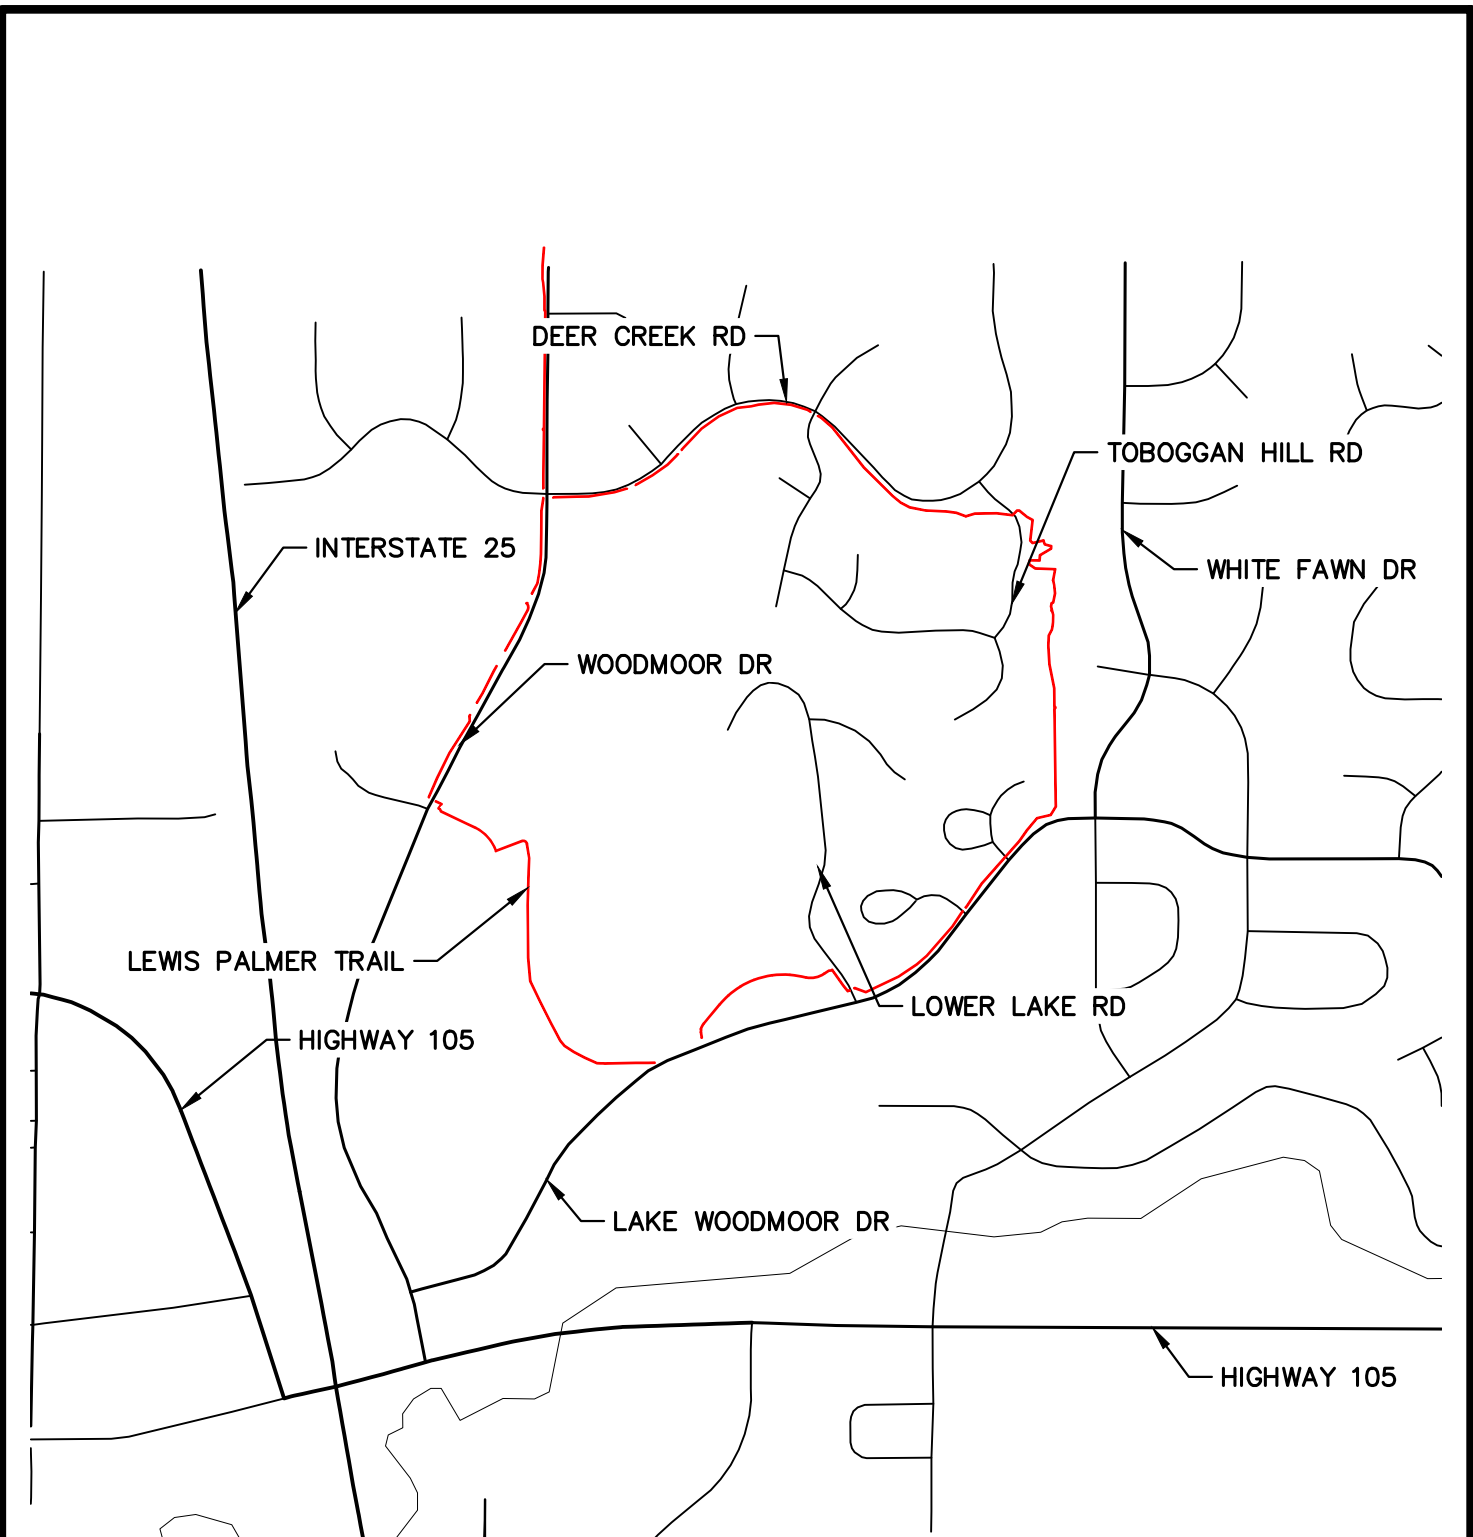 DEER CREEK RD
TOBOGGAN HILL RD
INTERSTATE 25
WHITE FAWN DR
WOODMOOR DR
LEWIS PALMER TRAIL
LOWER LAKE RD
HIGHWAY 105
LAKE WOODMOOR DR
HIGHWAY 105